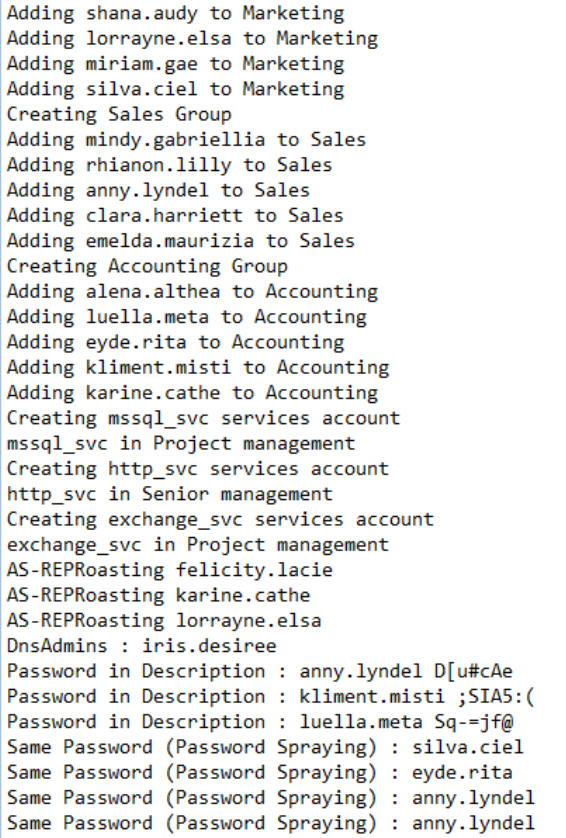 Adding shana.audy to Marketing
Adding lorrayne.elsa to Marketing
Adding miriam.gae to Marketing
Adding silva.ciel to Marketing
Creating Sales Group
Adding mindy.gabriellia to Sales
Adding rhianon.lilly to Sales
Adding anny.lyndel to Sales
Adding clara.harriett to Sales
Adding emelda.maurizia to Sales
Creating Accounting Group
Adding alena.althea to Accounting
Adding luella.meta to Accounting
Adding eyde.rita to Accounting
Adding kliment.misti to Accounting
Adding karine.cathe to Accounting
Creating mssql_svc services account
mssql_svc in Project management
Creating http_svc services account
http_svc in Senior management
Creating exchange_svc services account
exchange_svc in Project management
AS-REPRoasting felicity.lacie
AS-REPRoasting karine.cathe
AS-REPRoasting lorrayne.elsa
DnsAdmins : iris.desiree
Password in Description : anny.lyndel D[u#cAe
Password in Description : kliment.misti ;SIA5:(
Password in Description : luella.meta Sq-=jf@
Same Password (Password Spraying) : silva.ciel
Same Password (Password Spraying) : eyde.rita
Same Password (Password Spraying) : anny.lyndel
Same Password (Password Spraying) : anny.lyndel